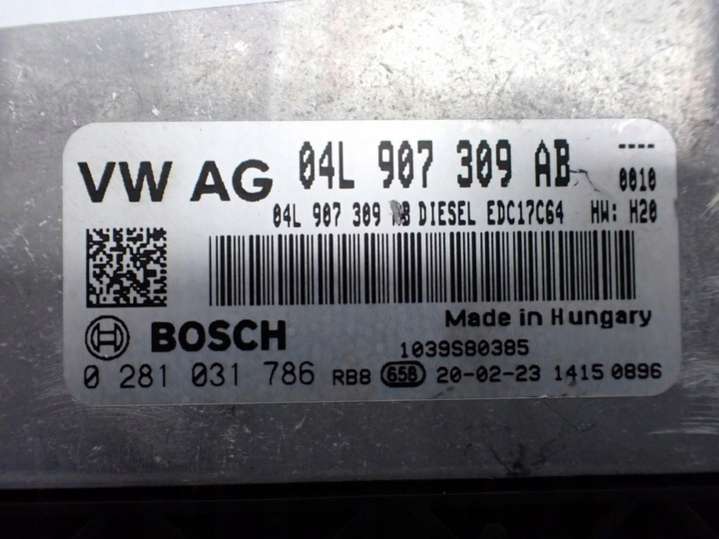 VW AG 04L 907 309 AB ----
0010
04L 907 309 AB DIESEL EDC17C64 HW: H20
Made in Hungary
BOSCH 1039S80385
0 281 031 786 RB8 656 20-02-23 1415 0896